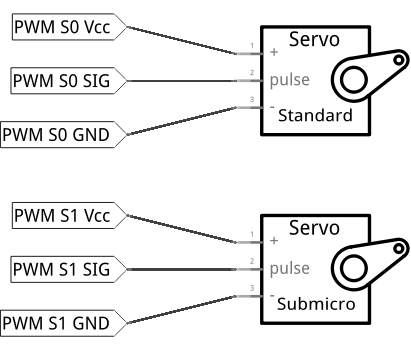 PWM S0 Vcc
1
Servo
+
PWM S0 SIG
2
pulse
3
-
PWM S0 GND
Standard
PWM S1 Vcc
1
Servo
+
PWM S1 SIG
2
pulse
3
-
PWM S1 GND
Submicro